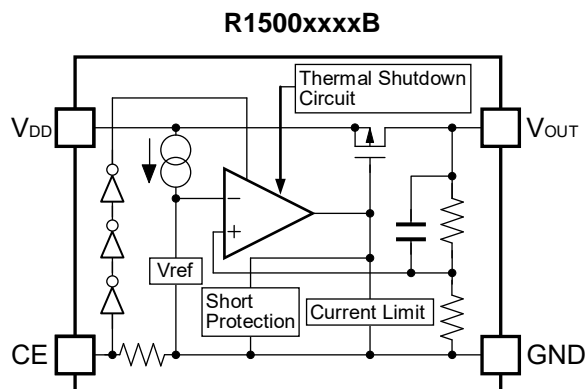 R1500xxxxB
Thermal Shutdown
Circuit
VDD
VOUT
−
+
Vref
Short
Protection
Current Limit
CE
GND